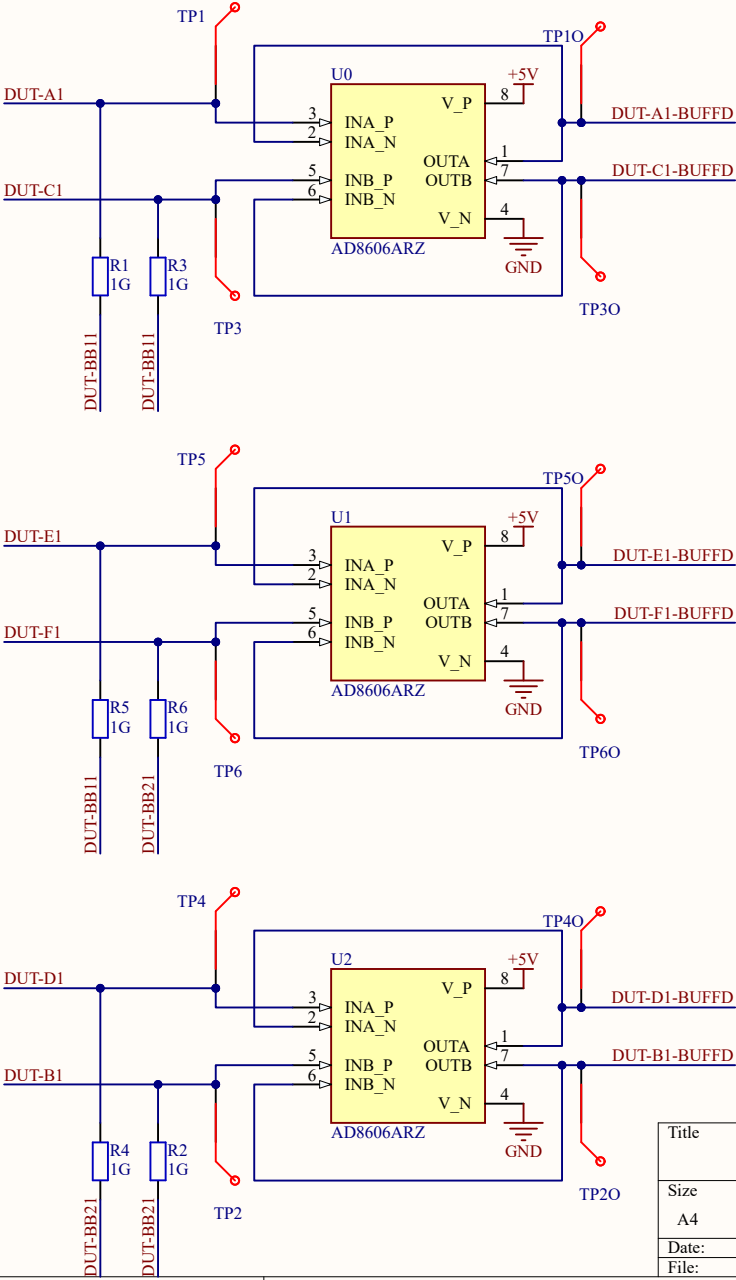 TP1
TP1O
DUT-A1
U0
+5V
8
V_P
3
INA_P
2
INA_N
DUT-A1-BUFFD
OUTA
1
5
INB_P
OUTB
7
DUT-C1-BUFFD
DUT-C1
6
INB_N
V_N
4
AD8606ARZ
GND
R1
1G
R3
1G
TP3
TP3O
DUT-BB11
DUT-BB11
TP5
TP5O
DUT-E1
U1
+5V
8
V_P
3
INA_P
2
INA_N
DUT-E1-BUFFD
OUTA
1
5
INB_P
OUTB
7
DUT-F1-BUFFD
DUT-F1
6
INB_N
V_N
4
AD8606ARZ
GND
R5
1G
R6
1G
TP6
TP6O
DUT-BB11
DUT-BB21
TP4
TP4O
DUT-D1
U2
+5V
8
V_P
3
INA_P
2
INA_N
DUT-D1-BUFFD
OUTA
1
5
INB_P
OUTB
7
DUT-B1-BUFFD
DUT-B1
6
INB_N
V_N
4
AD8606ARZ
GND
R4
1G
R2
1G
TP2
TP2O
DUT-BB21
DUT-BB21
Title
Size
A4
Date:
File: